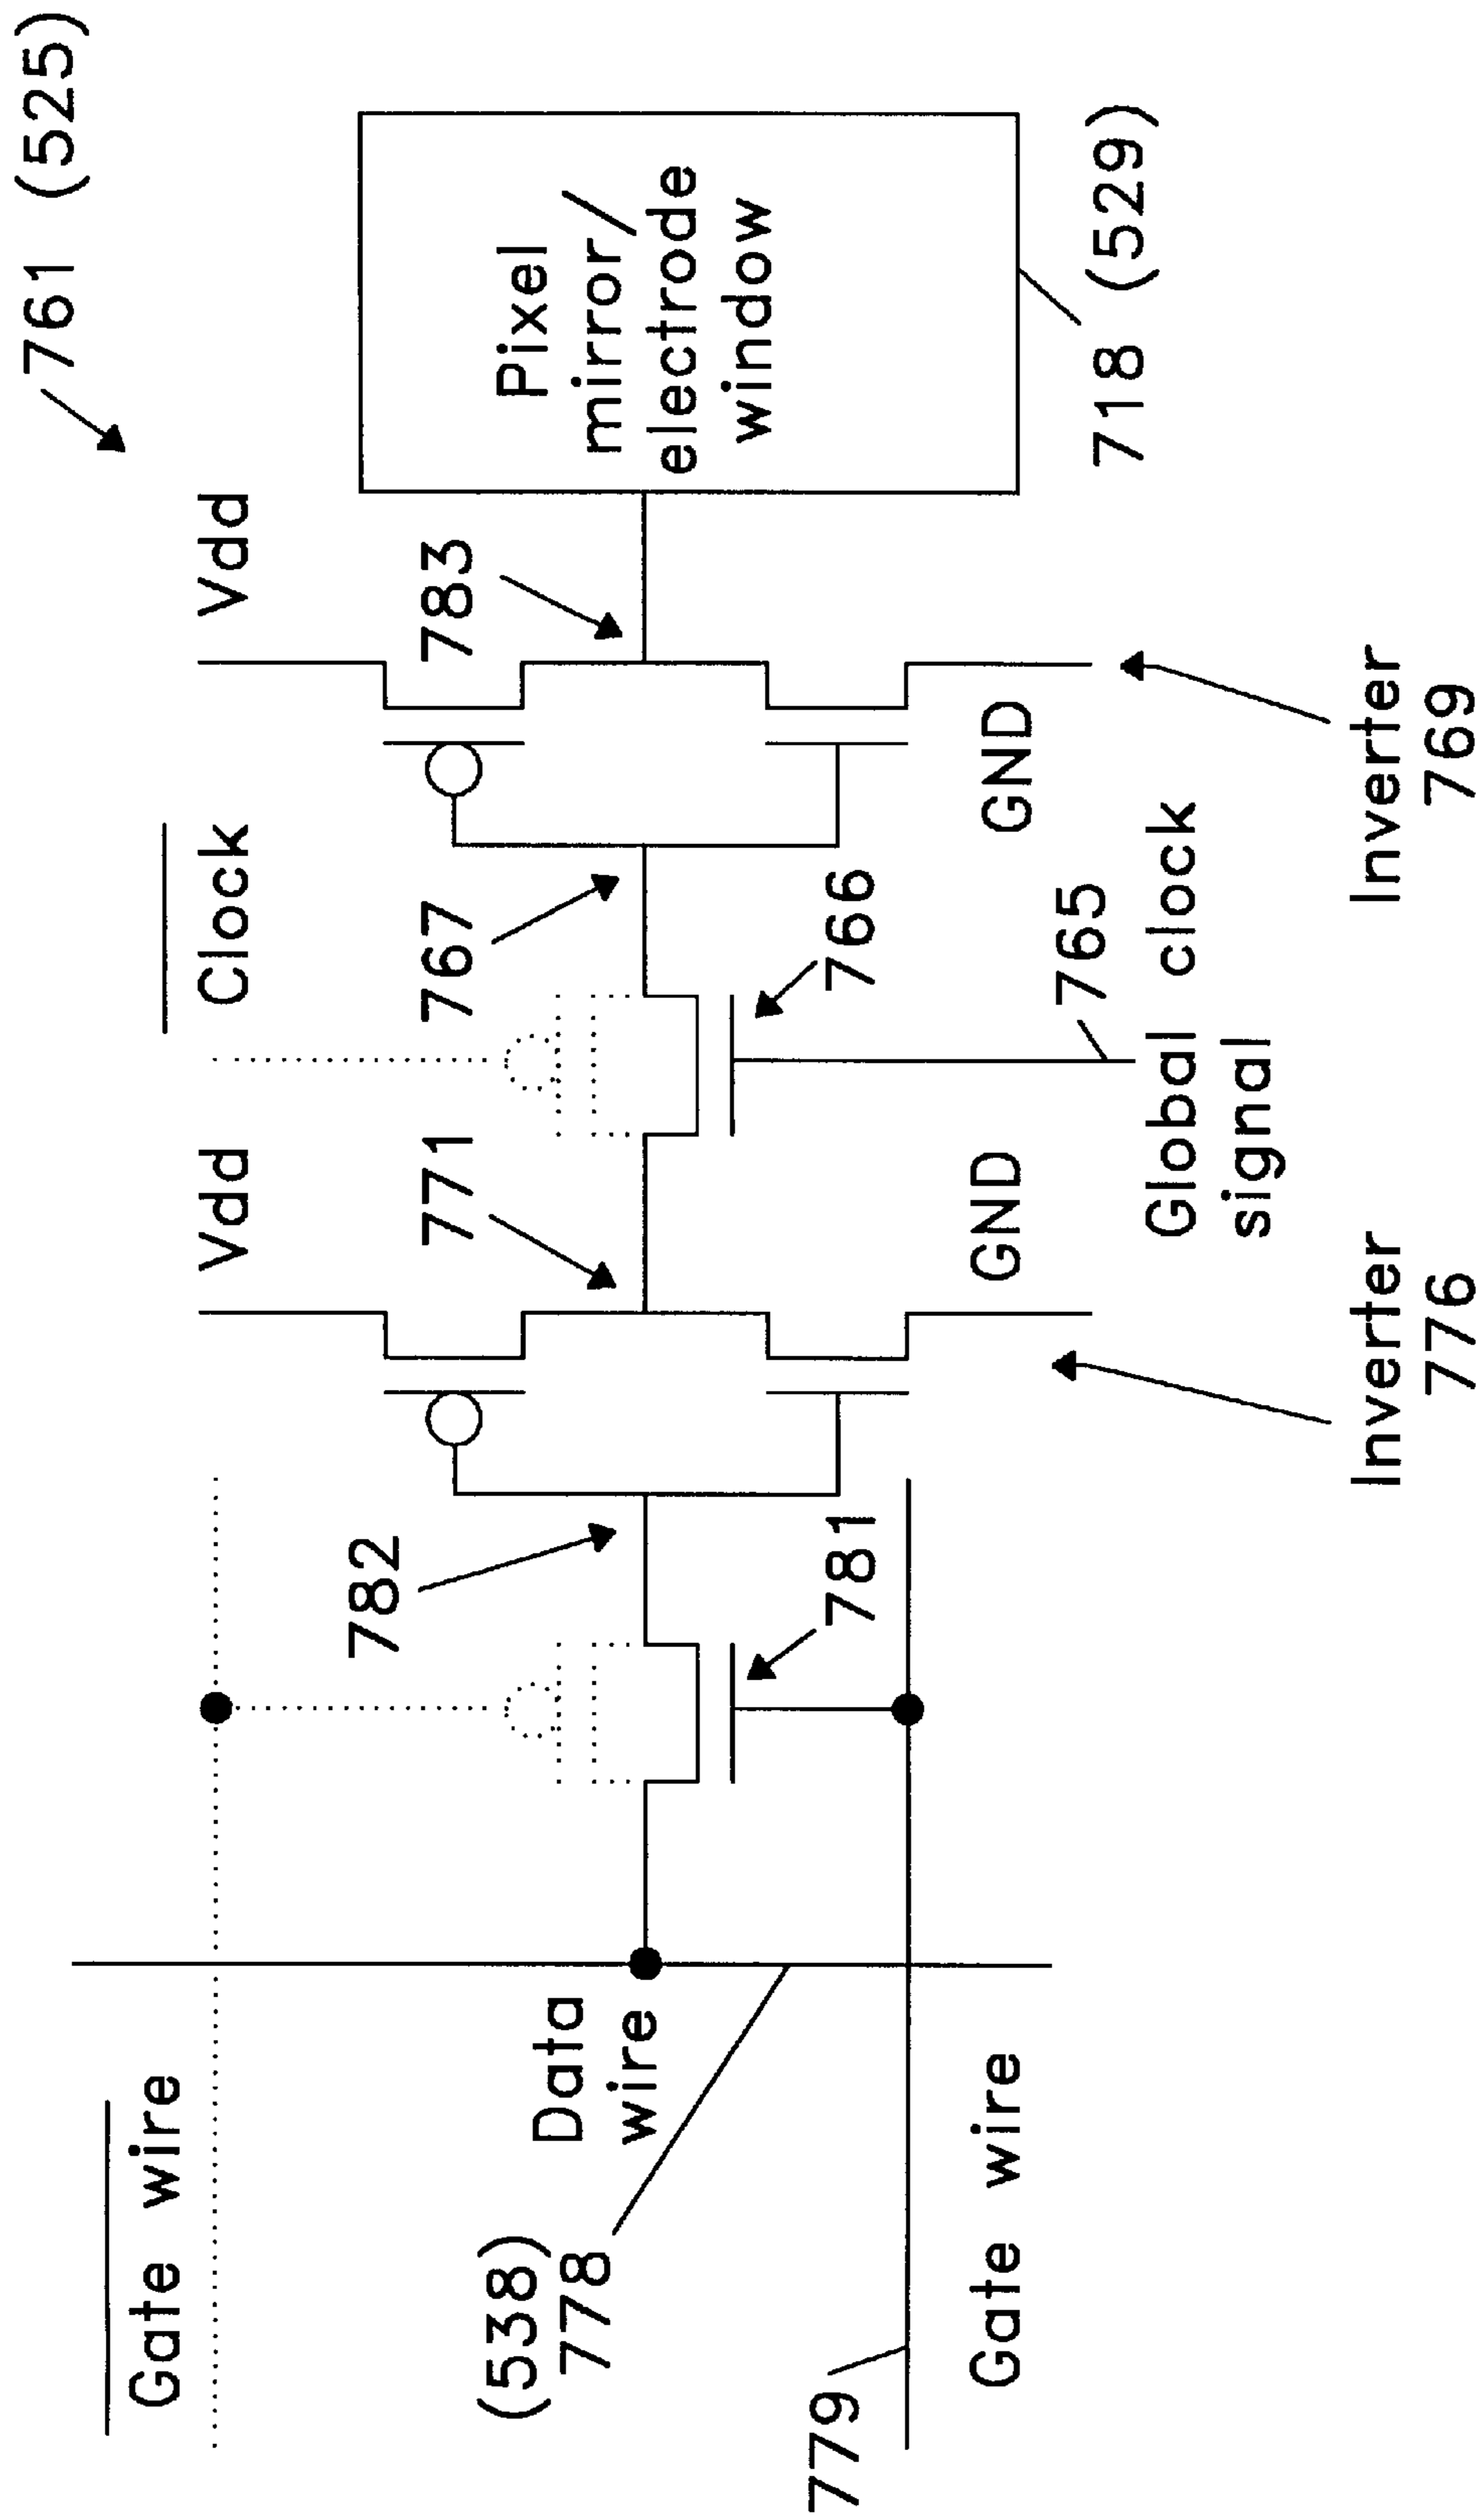 761 (525)
Gate wire
Clock
Vdd
Vdd
782
771
767
783
(538)
778
Data
wire
Pixel
mirror/
electrode
window
779
781
766
Gate wire
GND
GND
765
718 (529)
Global clock
signal
Inverter
776
Inverter
769